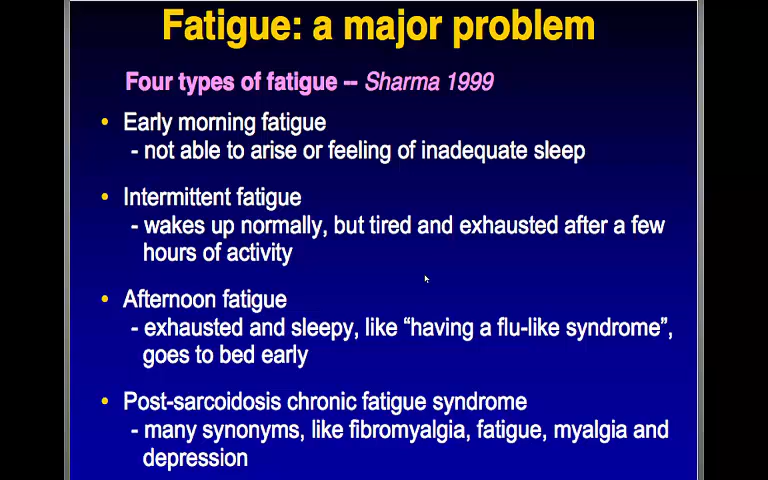 Fatigue: a major problem
Four types of fatigue -- Sharma 1999
• Early morning fatigue
- not able to arise or feeling of inadequate sleep
• Intermittent fatigue
- wakes up normally, but tired and exhausted after a few
hours of activity
• Afternoon fatigue
- exhausted and sleepy, like “having a flu-like syndrome”,
goes to bed early
• Post-sarcoidosis chronic fatigue syndrome
- many synonyms, like fibromyalgia, fatigue, myalgia and
depression